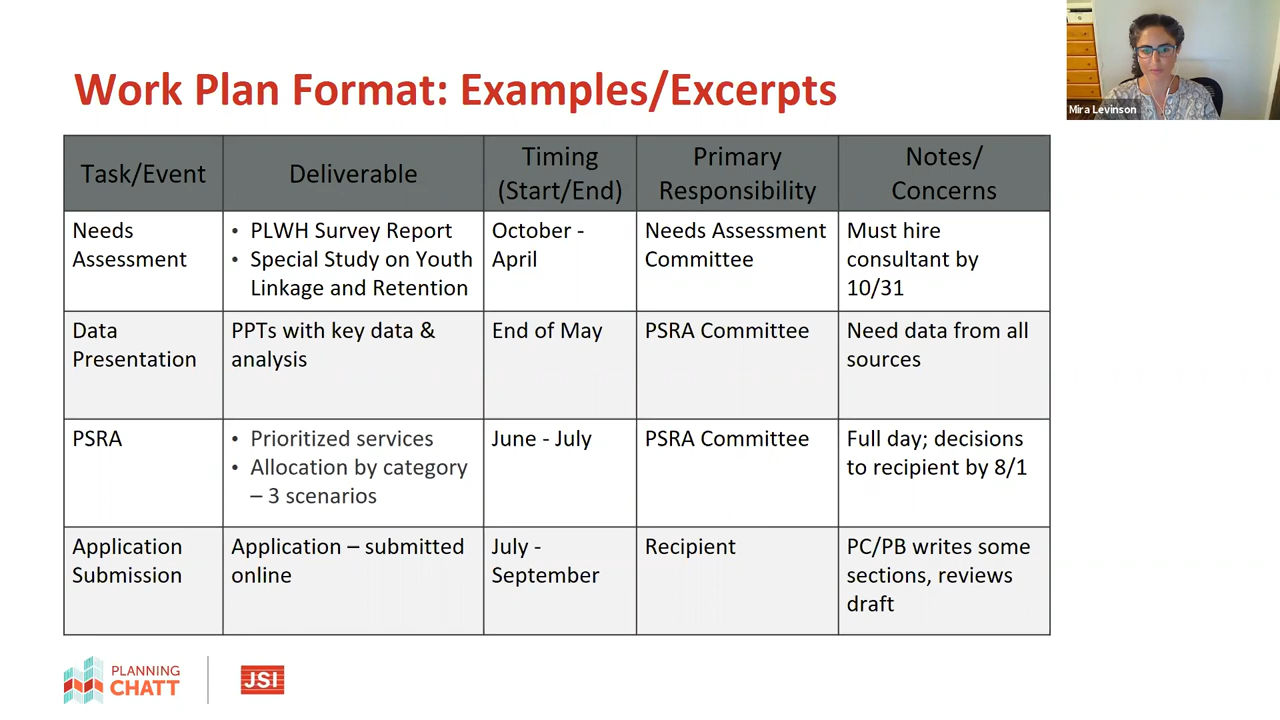 Mira Levinson
Work Plan Format: Examples/Excerpts
Task/Event
Deliverable
Timing
(Start/End)
Primary
Responsibility
Notes/
Concerns
Needs
Assessment
• PLWH Survey Report
• Special Study on Youth
Linkage and Retention
October -
April
Needs Assessment
Committee
Must hire
consultant by
10/31
Data
Presentation
PPTs with key data &
analysis
End of May
PSRA Committee
Need data from all
sources
PSRA
• Prioritized services
• Allocation by category
– 3 scenarios
June - July
PSRA Committee
Full day; decisions
to recipient by 8/1
Application
Submission
Application – submitted
online
July -
September
Recipient
PC/PB writes some
sections, reviews
draft
PLANNING
CHATT
JSI